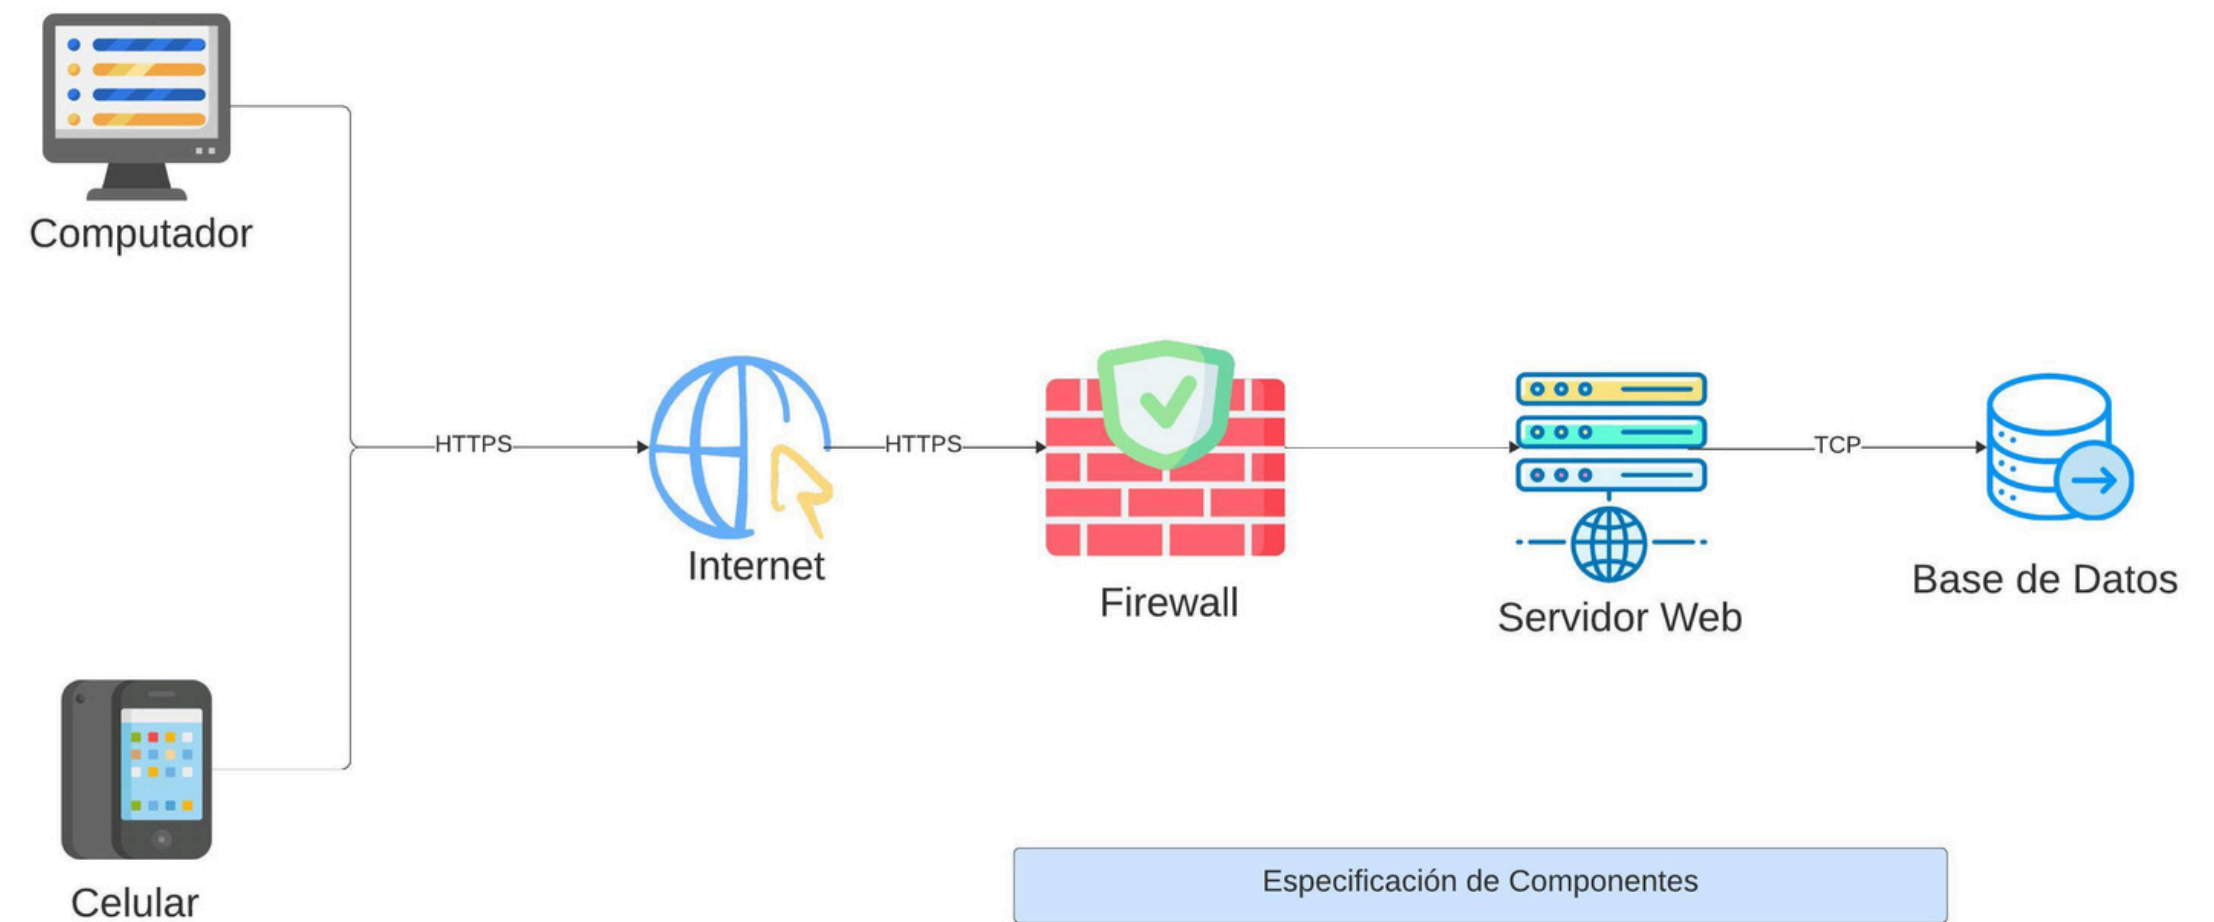 Computador
HTTPS
Internet
HTTPS
Firewall
Servidor Web
TCP
Base de Datos
Celular
Especificación de Componentes